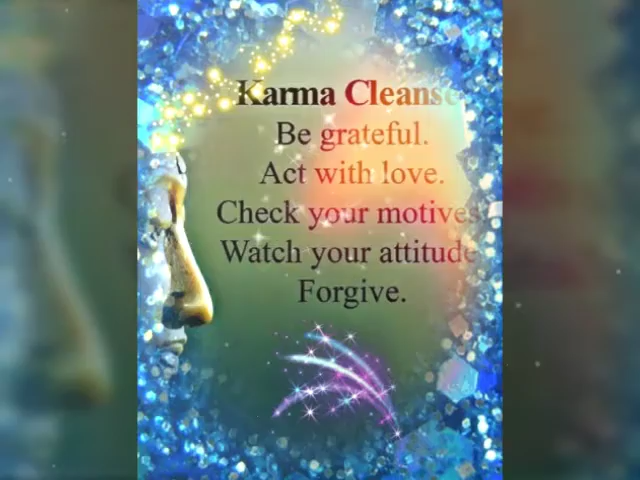 Karma Cleanse
Be grateful.
Act with love.
Check your motives
Watch your attitude
Forgive.